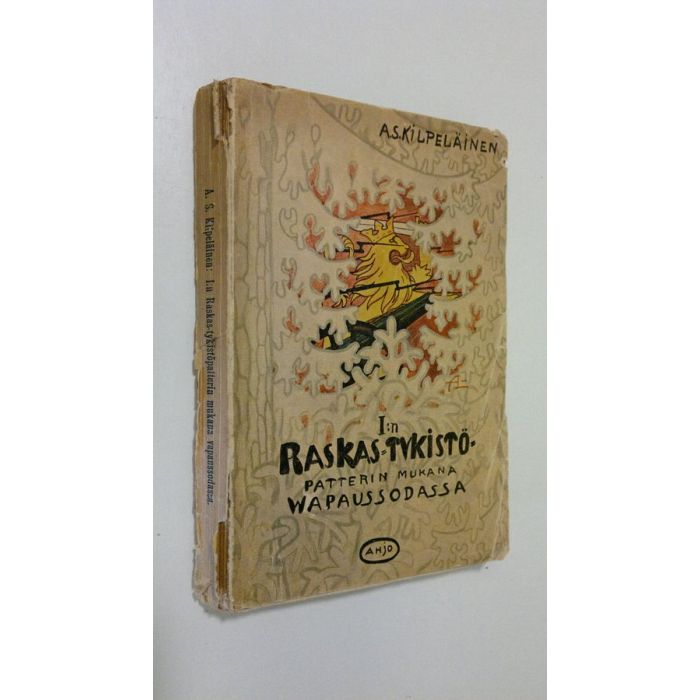 A.S.KILPELÄINEN
I:n
RASKAS=TYKISTÖ-
PATTERIN MUKANA
WAPAUSSODASSA
AHJO
A. S. Kilpeläinen: I:n Raskas-tykistöpatterin mukana vapaussodassa.